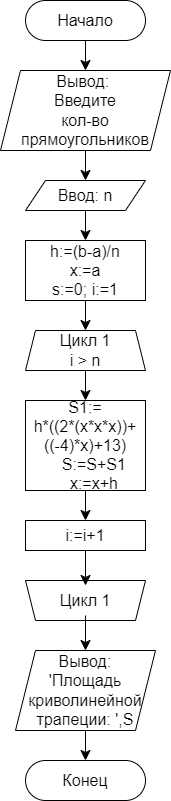 Начало
Вывод:
Введите
кол-во
прямоугольников
Ввод: n
h:=(b-a)/n
x:=a
s:=0; i:=1
Цикл 1
i > n
S1:=
h*((2*(x*x*x))+
((-4)*x)+13)
S:=S+S1
x:=x+h
i:=i+1
Цикл 1
Вывод:
'Площадь
криволинейной
трапеции: ',S
Конец